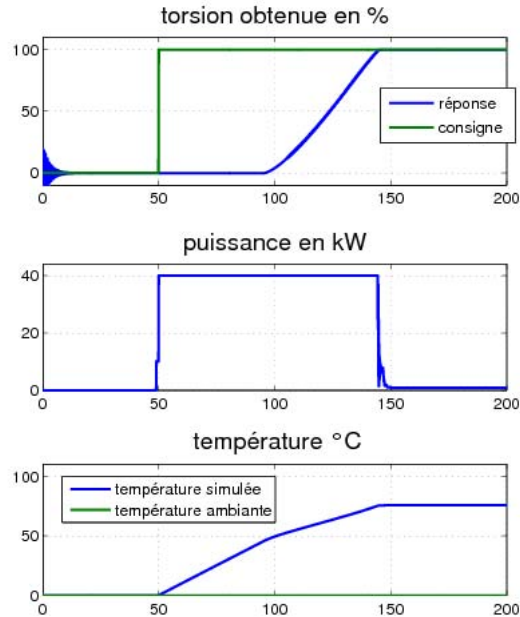 torsion obtenue en %
100
50
0
réponse
consigne
0 50 100 150 200
puissance en kW
40
20
0
0 50 100 150 200
température °C
100
50
0
température simulée
température ambiante
0 50 100 150 200